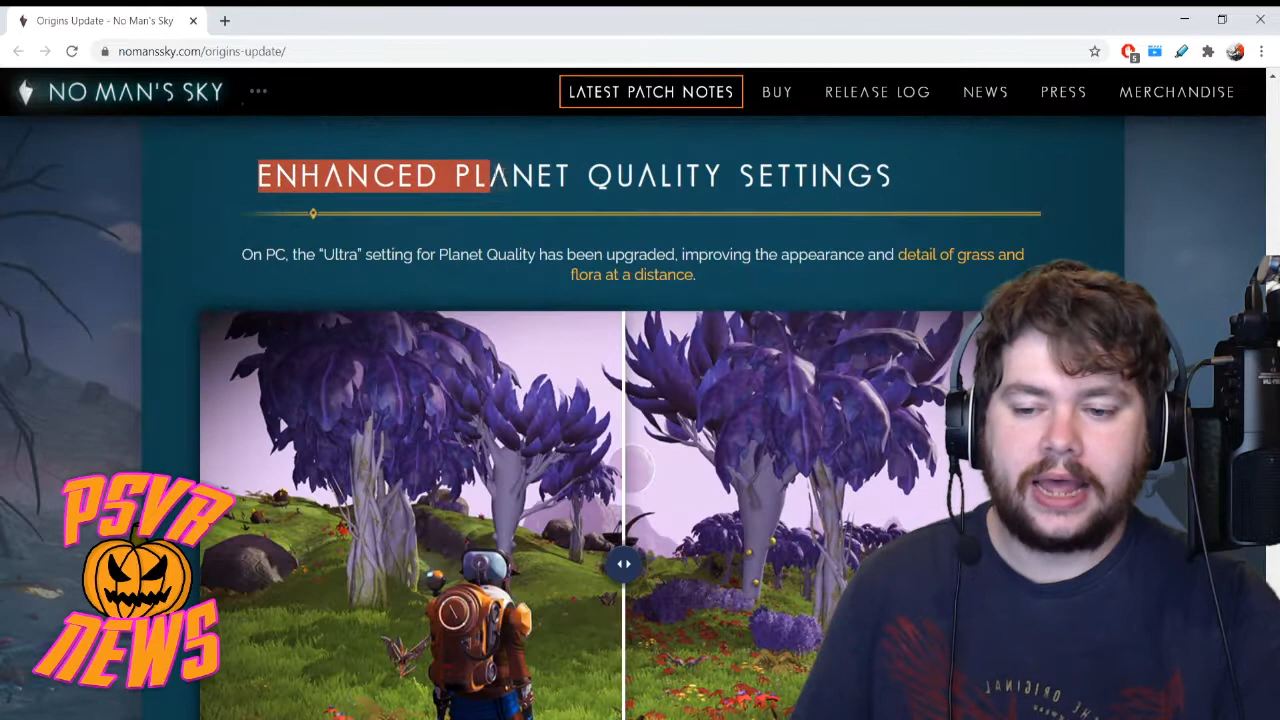 Origins Update - No Man's Sky
nomanssky.com/origins-update/
5
NO MAN'S SKY
LATEST PATCH NOTES
BUY
RELEASE LOG
NEWS
PRESS
MERCHANDISE
ENHANCED PLANET QUALITY SETTINGS
On PC, the “Ultra” setting for Planet Quality has been upgraded, improving the appearance and detail of grass and
flora at a distance.
PSVR
NEWS
ORIGINAL